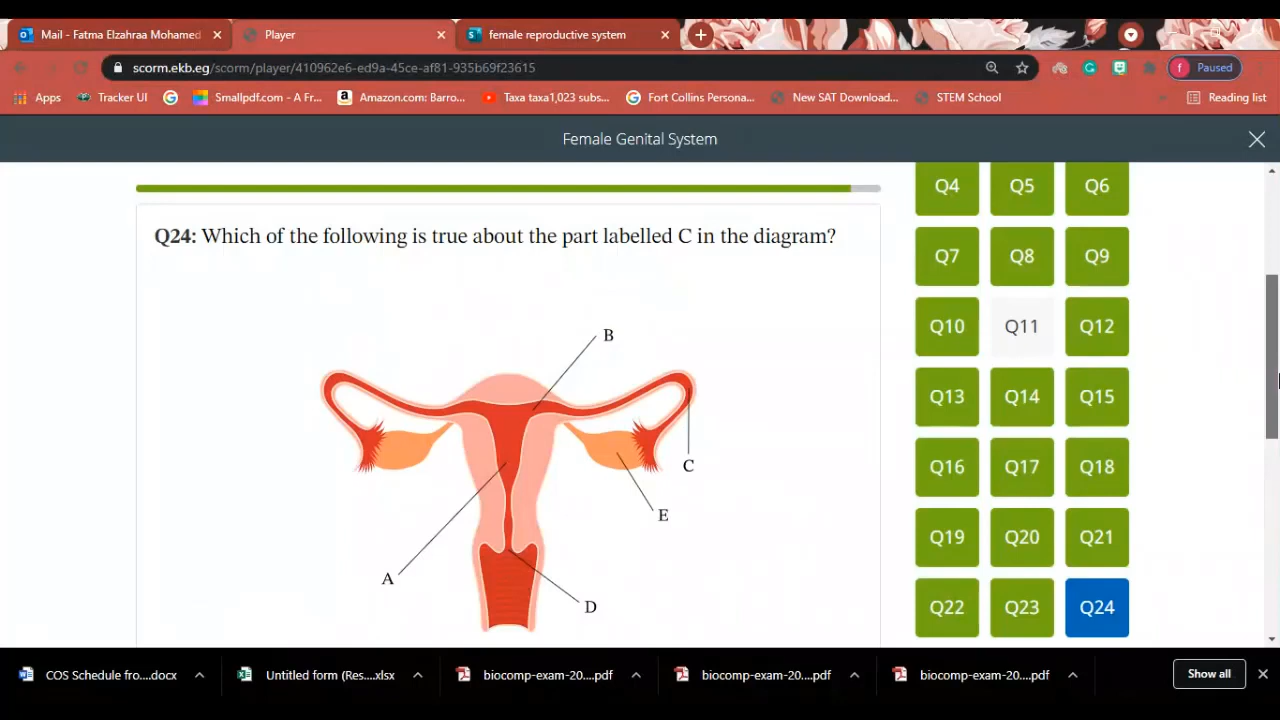 Mail - Fatma Elzahraa Mohamed
Player
female reproductive system
scorm.ekb.eg/scorm/player/410962e6-ed9a-45ce-af81-935b69f23615
f Paused
Apps
Tracker UI
Smallpdf.com - A Fr...
Amazon.com: Barro...
Taxa taxa1,023 subs...
Fort Collins Persona...
New SAT Download...
STEM School
Reading list
Female Genital System
Q4 Q5 Q6
Q24: Which of the following is true about the part labelled C in the diagram?
Q7 Q8 Q9
Q10 Q11 Q12
B
Q13 Q14 Q15
C
Q16 Q17 Q18
E
Q19 Q20 Q21
A
D
Q22 Q23 Q24
COS Schedule fro....docx
Untitled form (Res....xlsx
biocomp-exam-20....pdf
biocomp-exam-20....pdf
biocomp-exam-20....pdf
Show all